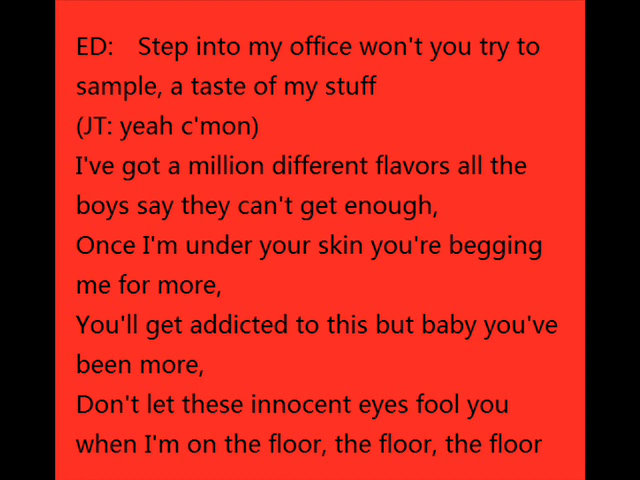 ED: Step into my office won't you try to
sample, a taste of my stuff
(JT: yeah c'mon)
I've got a million different flavors all the
boys say they can't get enough,
Once I'm under your skin you're begging
me for more,
You'll get addicted to this but baby you've
been more,
Don't let these innocent eyes fool you
when I'm on the floor, the floor, the floor